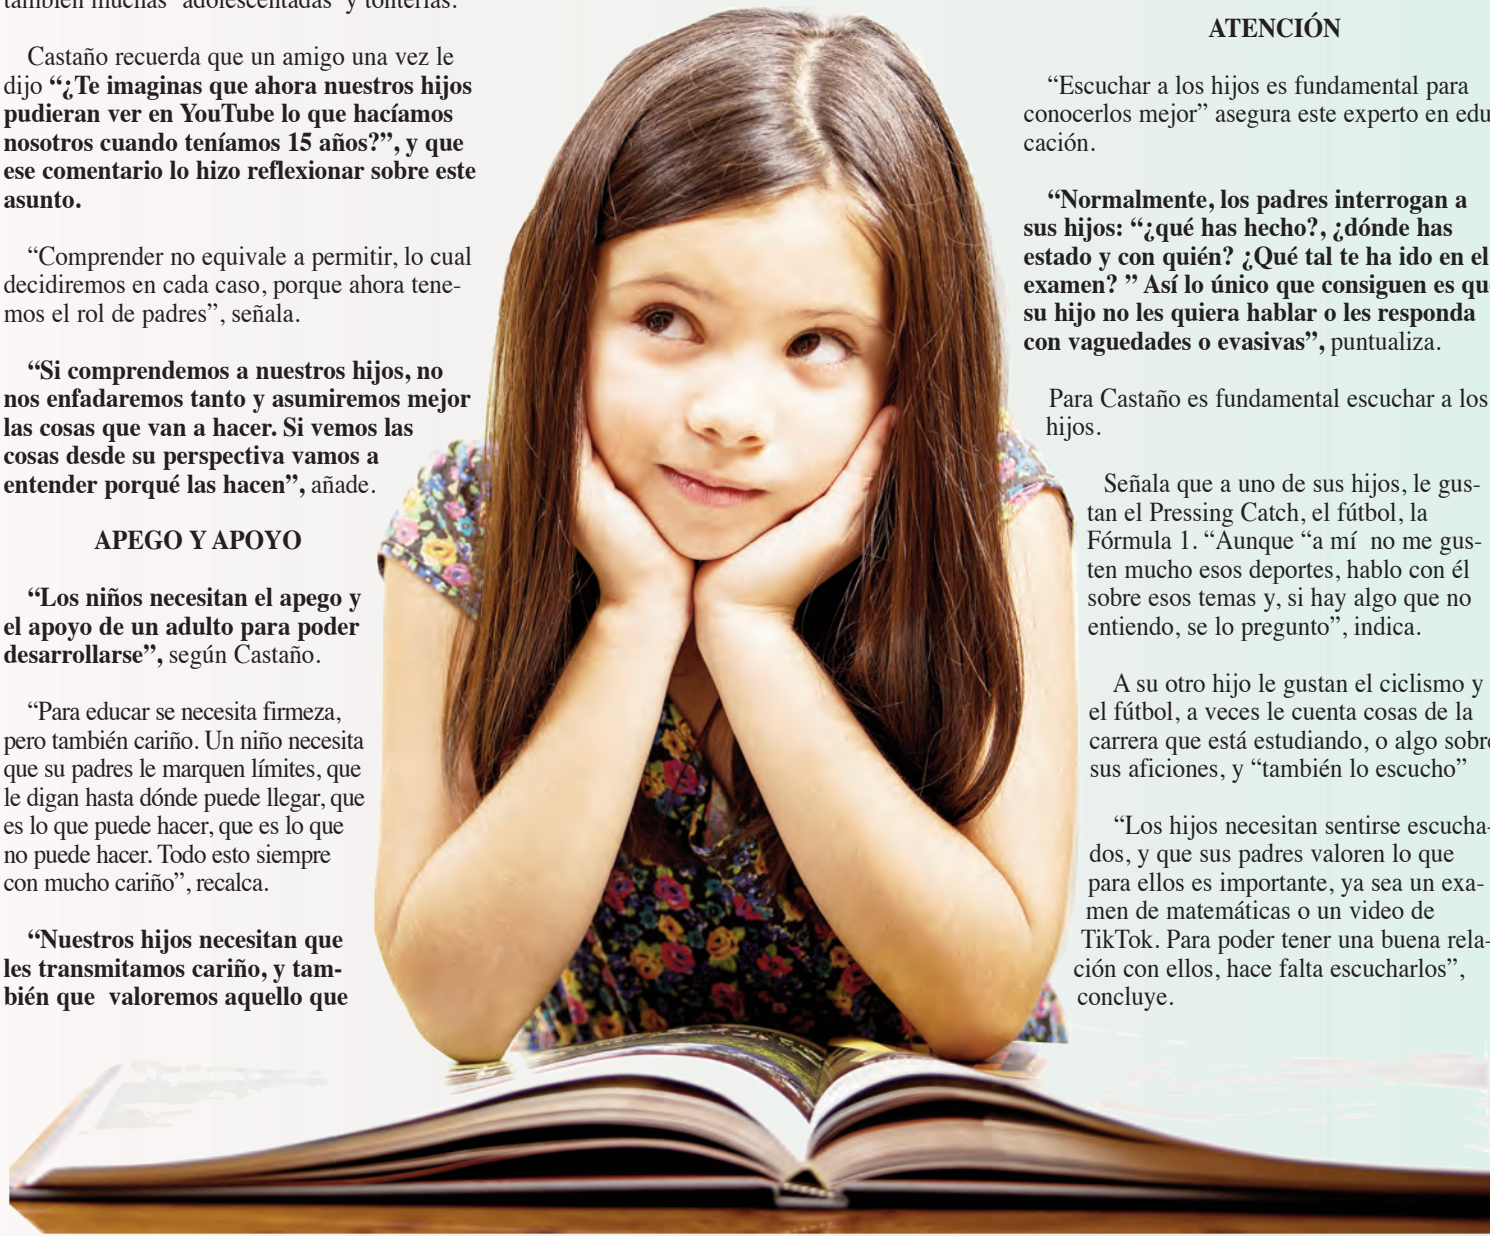 también muchas “adolescentadas” y tonterías.
Castaño recuerda que un amigo una vez le
dijo “¿Te imaginas que ahora nuestros hijos
pudieran ver en YouTube lo que hacíamos
nosotros cuando teníamos 15 años?”, y que
ese comentario lo hizo reflexionar sobre este
asunto.
“Comprender no equivale a permitir, lo cual
decidiremos en cada caso, porque ahora tene-
mos el rol de padres”, señala.
“Si comprendemos a nuestros hijos, no
nos enfadaremos tanto y asumiremos mejor
las cosas que van a hacer. Si vemos las
cosas desde su perspectiva vamos a
entender porqué las hacen”, añade.
APEGO Y APOYO
“Los niños necesitan el apego y
el apoyo de un adulto para poder
desarrollarse”, según Castaño.
“Para educar se necesita firmeza,
pero también cariño. Un niño necesita
que su padres le marquen límites, que
le digan hasta dónde puede llegar, que
es lo que puede hacer, que es lo que
no puede hacer. Todo esto siempre
con mucho cariño”, recalca.
“Nuestros hijos necesitan que
les transmitamos cariño, y tam-
bién que valoremos aquello que
ATENCIÓN
“Escuchar a los hijos es fundamental para
conocerlos mejor” asegura este experto en edu
cación.
“Normalmente, los padres interrogan a
sus hijos: “¿qué has hecho?, ¿dónde has
estado y con quién? ¿Qué tal te ha ido en el
examen? ” Así lo único que consiguen es qu
su hijo no les quiera hablar o les responda
con vaguedades o evasivas”, puntualiza.
Para Castaño es fundamental escuchar a los
hijos.
Señala que a uno de sus hijos, le gus-
tan el Pressing Catch, el fútbol, la
Fórmula 1. “Aunque “a mí no me gus-
ten mucho esos deportes, hablo con él
sobre esos temas y, si hay algo que no
entiendo, se lo pregunto”, indica.
A su otro hijo le gustan el ciclismo y
el fútbol, a veces le cuenta cosas de la
carrera que está estudiando, o algo sobre
sus aficiones, y “también lo escucho”
“Los hijos necesitan sentirse escucha-
dos, y que sus padres valoren lo que
para ellos es importante, ya sea un exa-
men de matemáticas o un video de
TikTok. Para poder tener una buena rela-
ción con ellos, hace falta escucharlos”,
concluye.